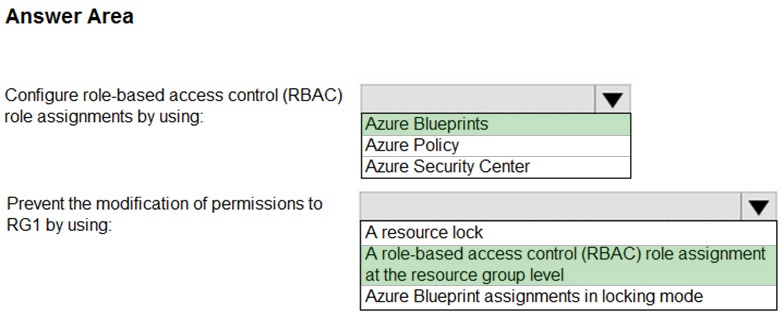 Answer Area
Configure role-based access control (RBAC)
role assignments by using:
Azure Blueprints
Azure Policy
Azure Security Center
Prevent the modification of permissions to
RG1 by using:
A resource lock
A role-based access control (RBAC) role assignment
at the resource group level
Azure Blueprint assignments in locking mode